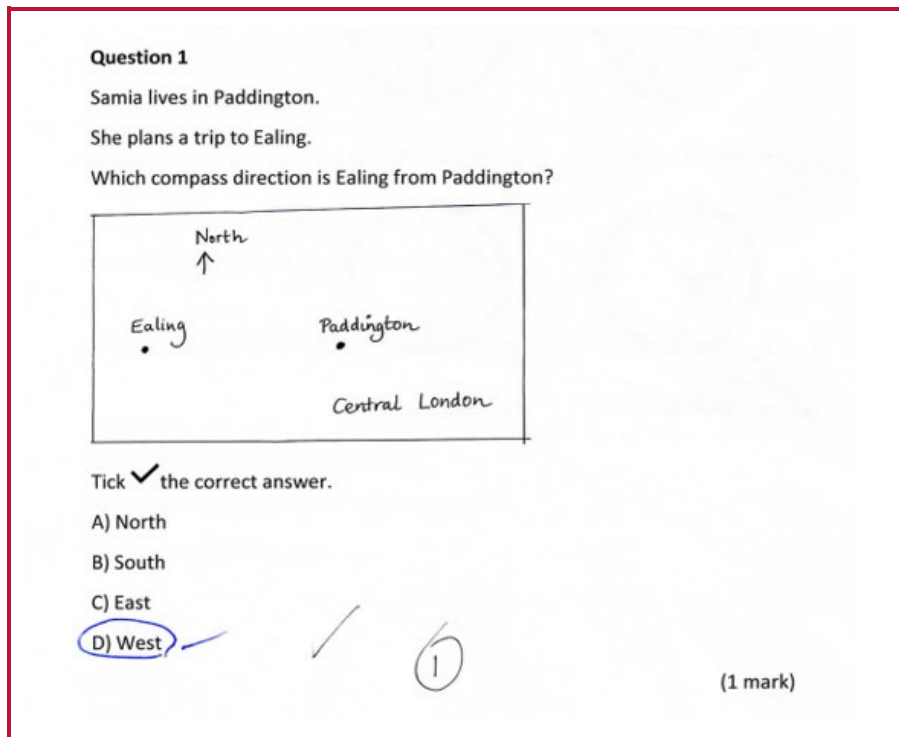 Question 1
Samia lives in Paddington.
She plans a trip to Ealing.
Which compass direction is Ealing from Paddington?
North
↑
Ealing
Paddington
Central London
Tick ✓ the correct answer.
A) North
B) South
C) East
D) West ✓ ✓
1
(1 mark)